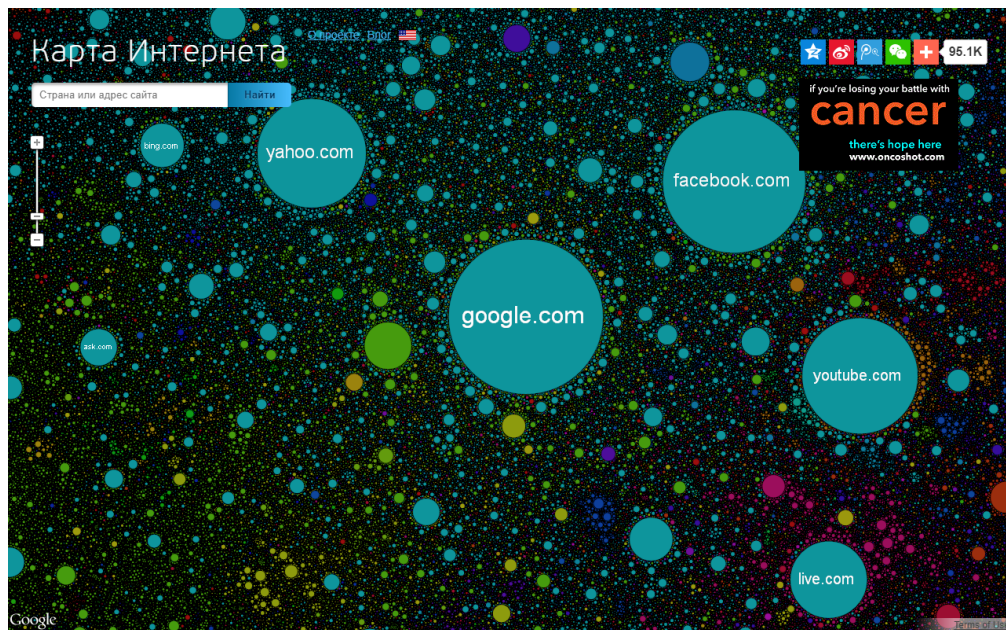 Карта Интернета
О проекте Блог
Страна или адрес сайта
Найти
95.1K
if you're losing your battle with
cancer
there's hope here
www.oncoshot.com
bing.com
yahoo.com
facebook.com
google.com
ask.com
youtube.com
live.com
Google
Terms of Use